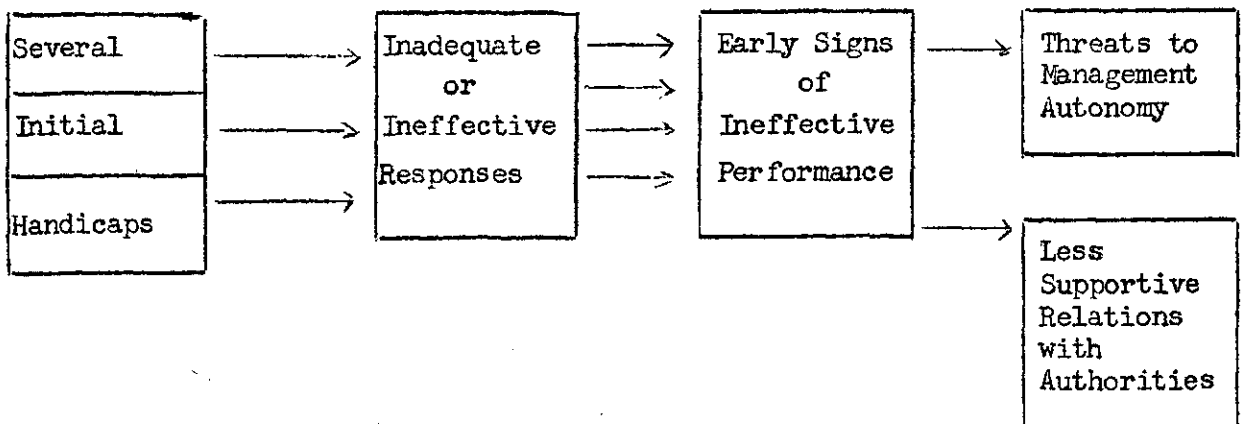 Several
Initial
Handicaps
Inadequate
or
Ineffective
Responses
Early Signs
of
Ineffective
Performance
Threats to
Management
Autonomy
Less
Supportive
Relations
with
Authorities